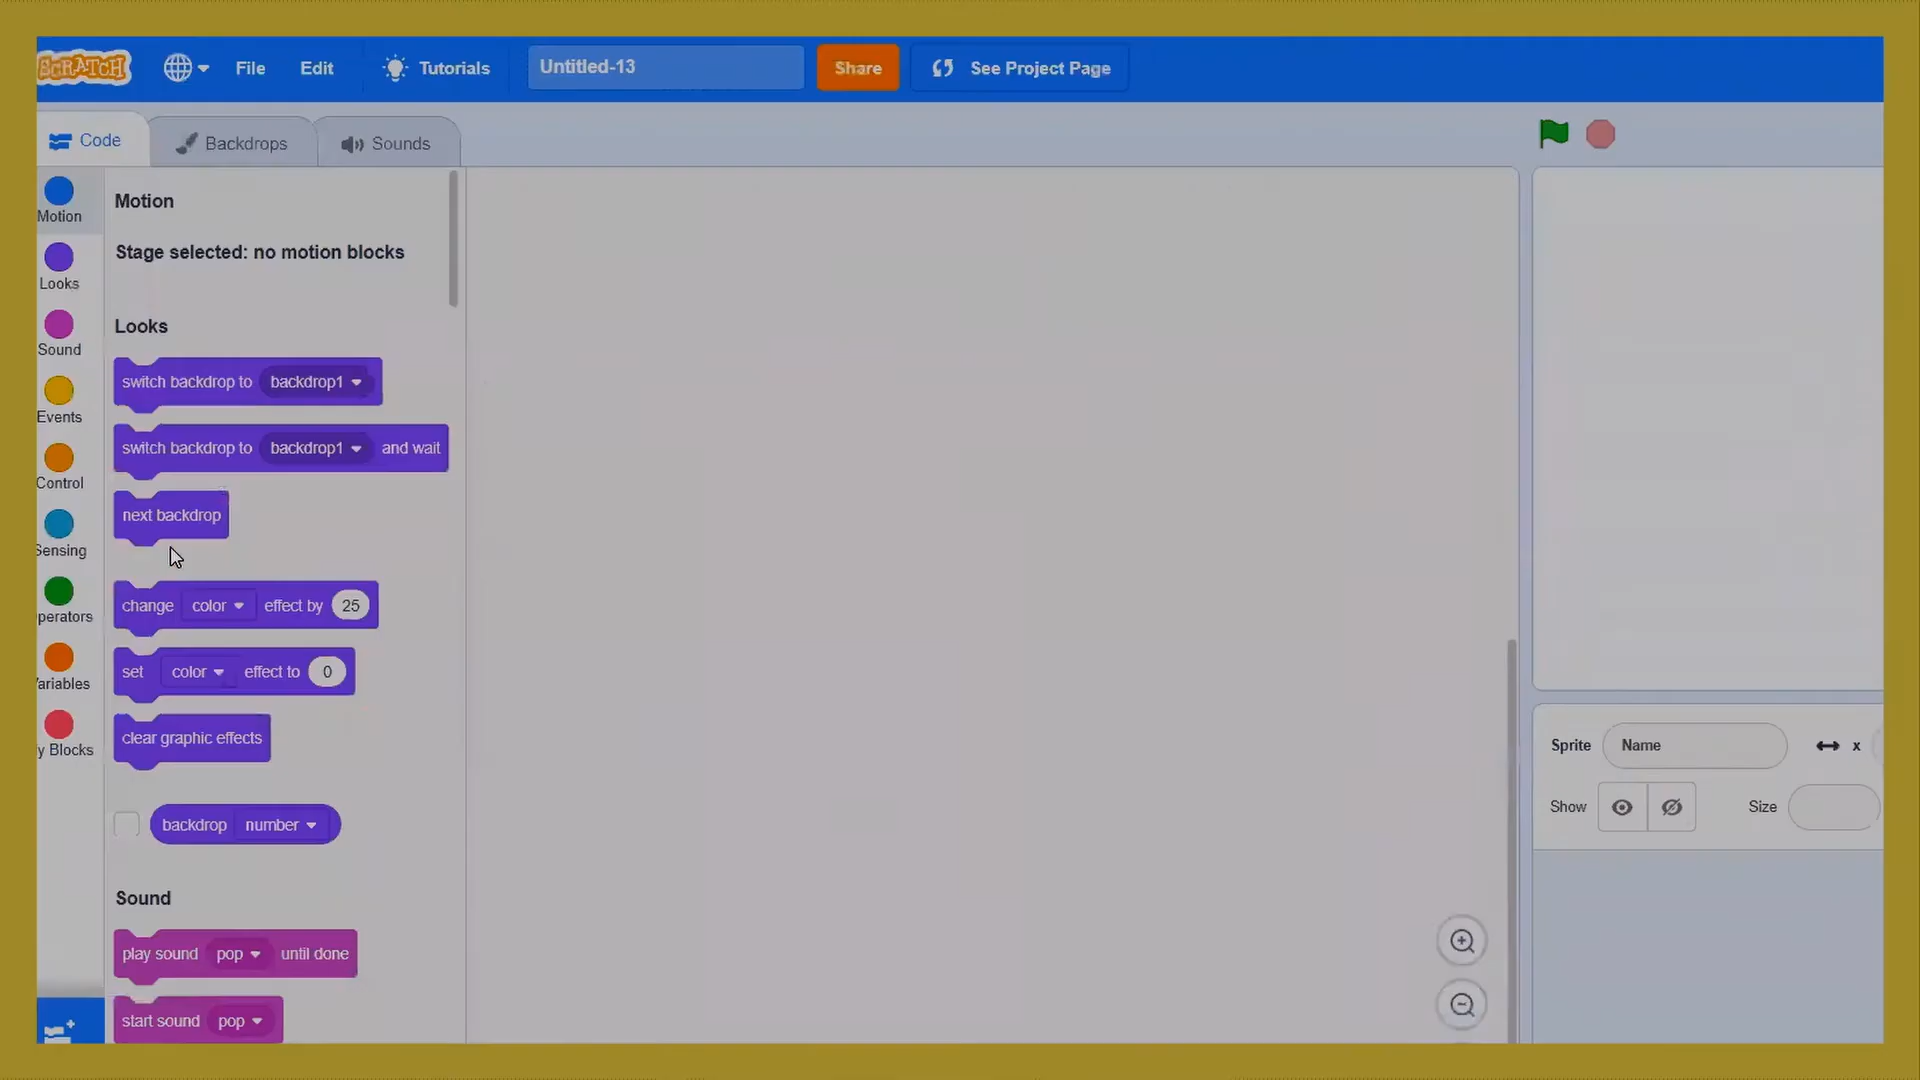 SCRATCH File Edit Tutorials Untitled-13 Share See Project Page
Code Backdrops Sounds
Motion
Looks
Sound
Events
Control
Sensing
perators
ariables
y Blocks
Motion
Stage selected: no motion blocks
Looks
switch backdrop to backdrop1
switch backdrop to backdrop1 and wait
next backdrop
change color effect by 25
set color effect to 0
clear graphic effects
backdrop number
Sound
play sound pop until done
start sound pop
Sprite Name x
Show Size